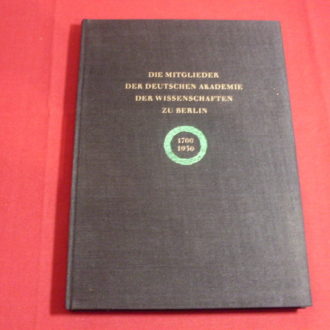 DIE MITGLIEDER
DER DEUTSCHEN AKADEMIE
DER WISSENSCHAFTEN
ZU BERLIN
1700
1950